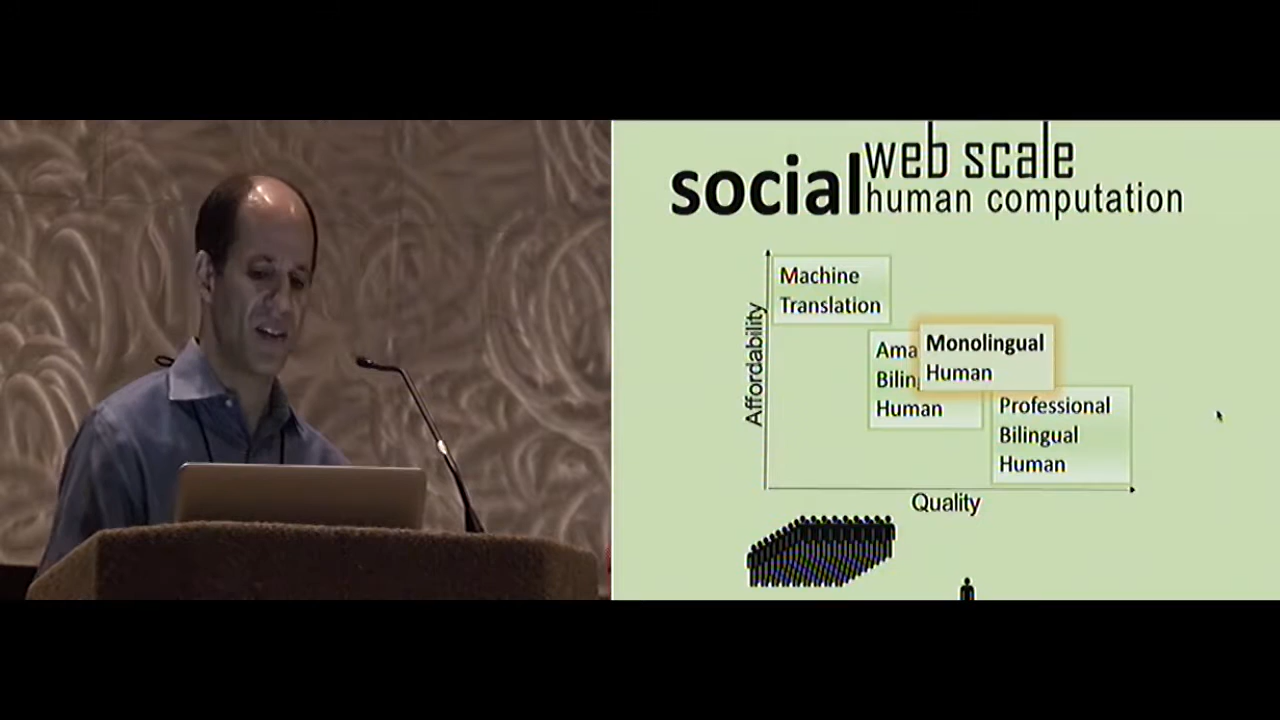 social
web scale
human computation
Machine
Translation
Monolingual
Human
Human
Professional
Bilingual
Human
Affordability
Quality